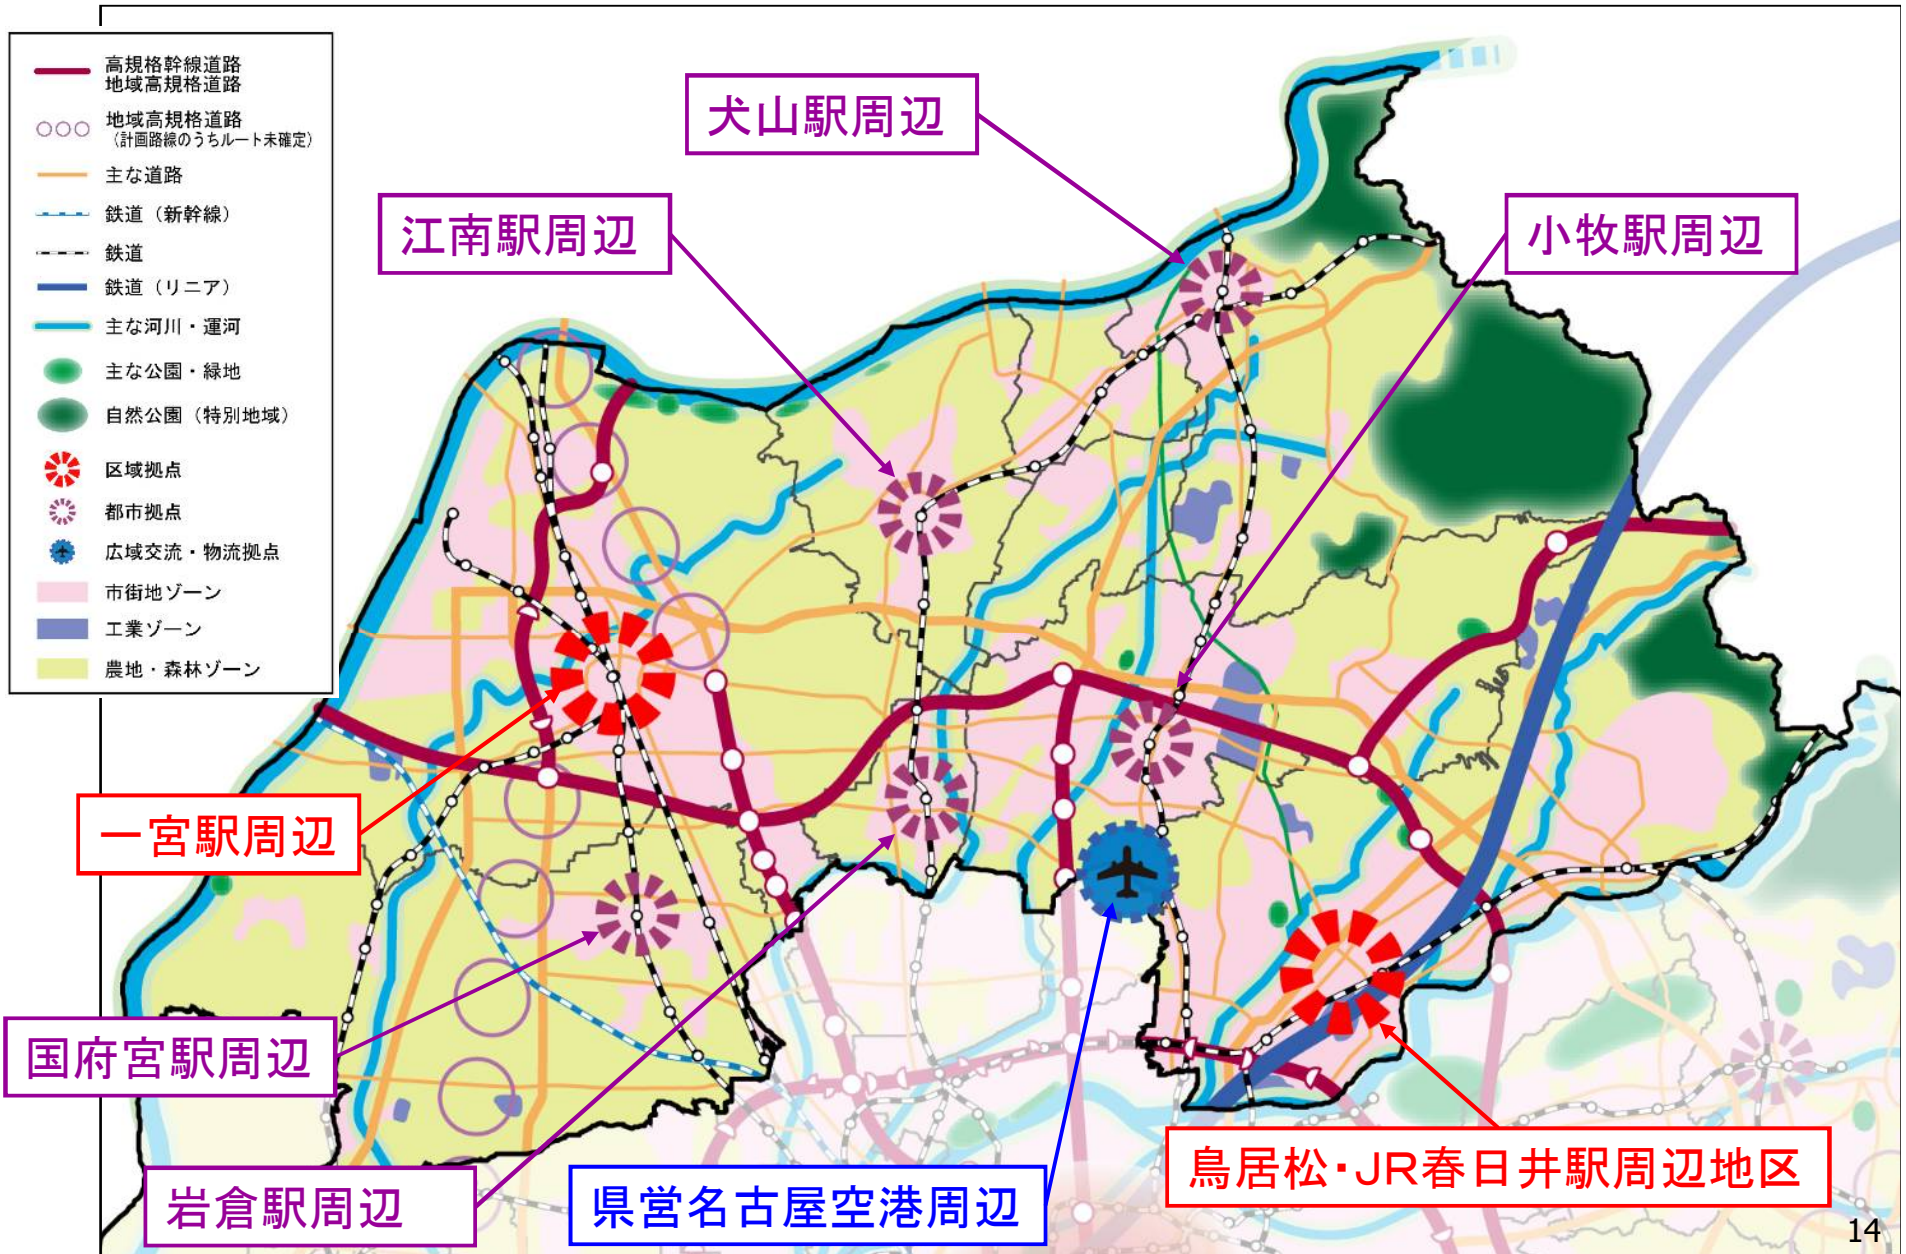 高規格幹線道路
地域高規格道路
地域高規格道路
(計画路線のうちルート未確定)
主な道路
鉄道（新幹線）
鉄道
鉄道（リニア）
主な河川・運河
主な公園・緑地
自然公園（特別地域）
区域拠点
都市拠点
広域交流・物流拠点
市街地ゾーン
工業ゾーン
農地・森林ゾーン
犬山駅周辺
江南駅周辺
小牧駅周辺
一宮駅周辺
国府宮駅周辺
岩倉駅周辺
県営名古屋空港周辺
鳥居松・JR春日井駅周辺地区
14